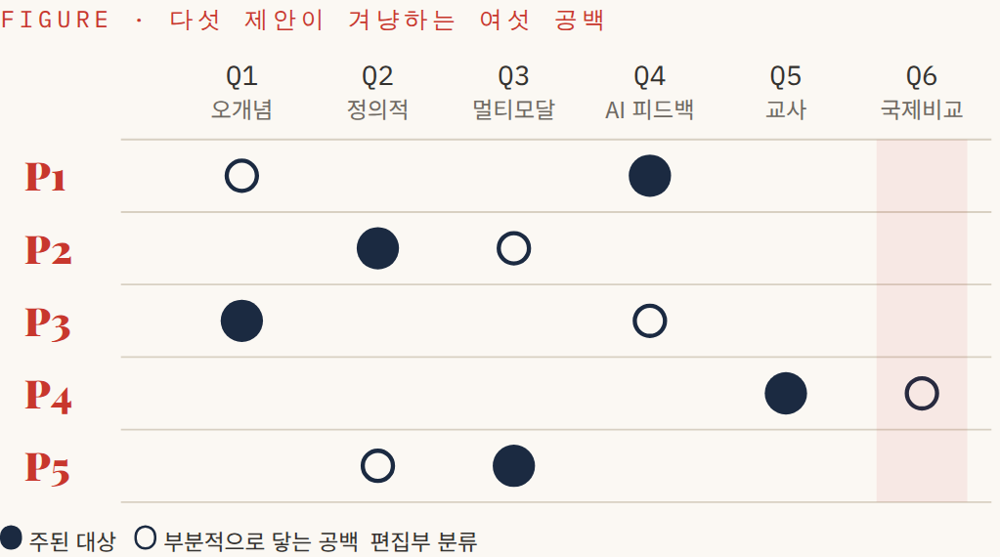 FIGURE · 다섯 제안이 겨냥하는 여섯 공백
Q1 Q2 Q3 Q4 Q5 Q6
오개념 정의적 멀티모달 AI 피드백 교사 국제비교
P1
P2
P3
P4
P5
주된 대상 부분적으로 닿는 공백 편집부 분류